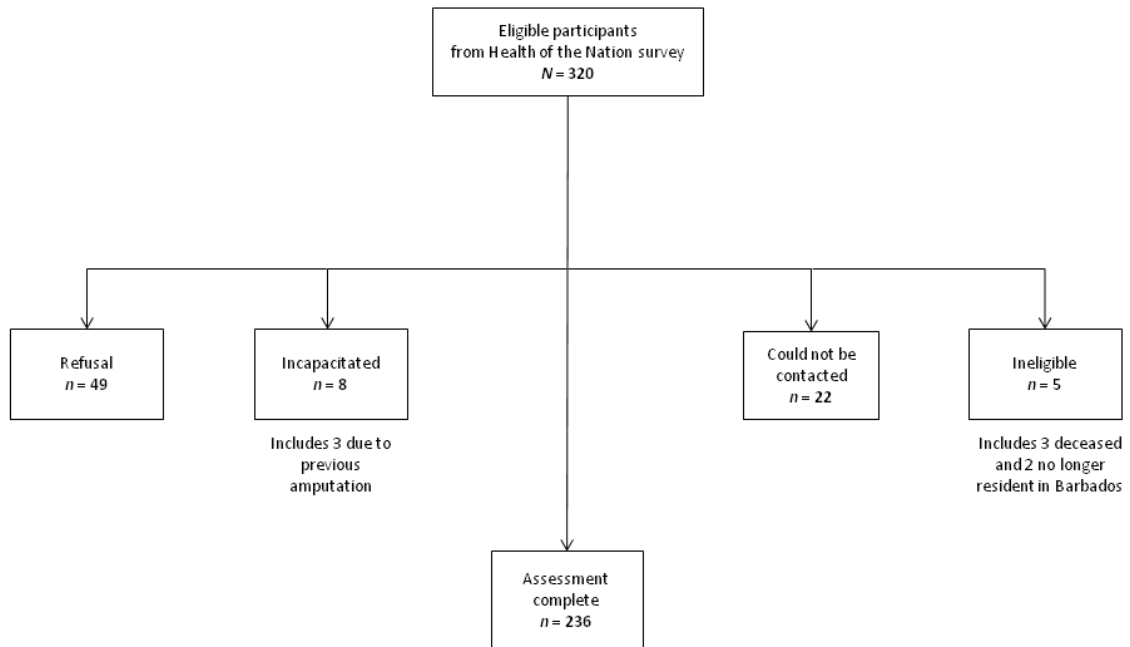 Eligible participants
from Health of the Nation survey
N = 320
Refusal
n = 49
Incapacitated
n = 8
Includes 3 due to
previous
amputation
Could not be
contacted
n = 22
Ineligible
n = 5
Includes 3 deceased
and 2 no longer
resident in Barbados
Assessment
complete
n = 236